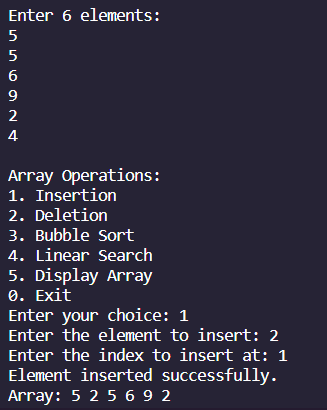 Enter 6 elements:
5
5
6
9
2
4
Array Operations:
1. Insertion
2. Deletion
3. Bubble Sort
4. Linear Search
5. Display Array
0. Exit
Enter your choice: 1
Enter the element to insert: 2
Enter the index to insert at: 1
Element inserted successfully.
Array: 5 2 5 6 9 2